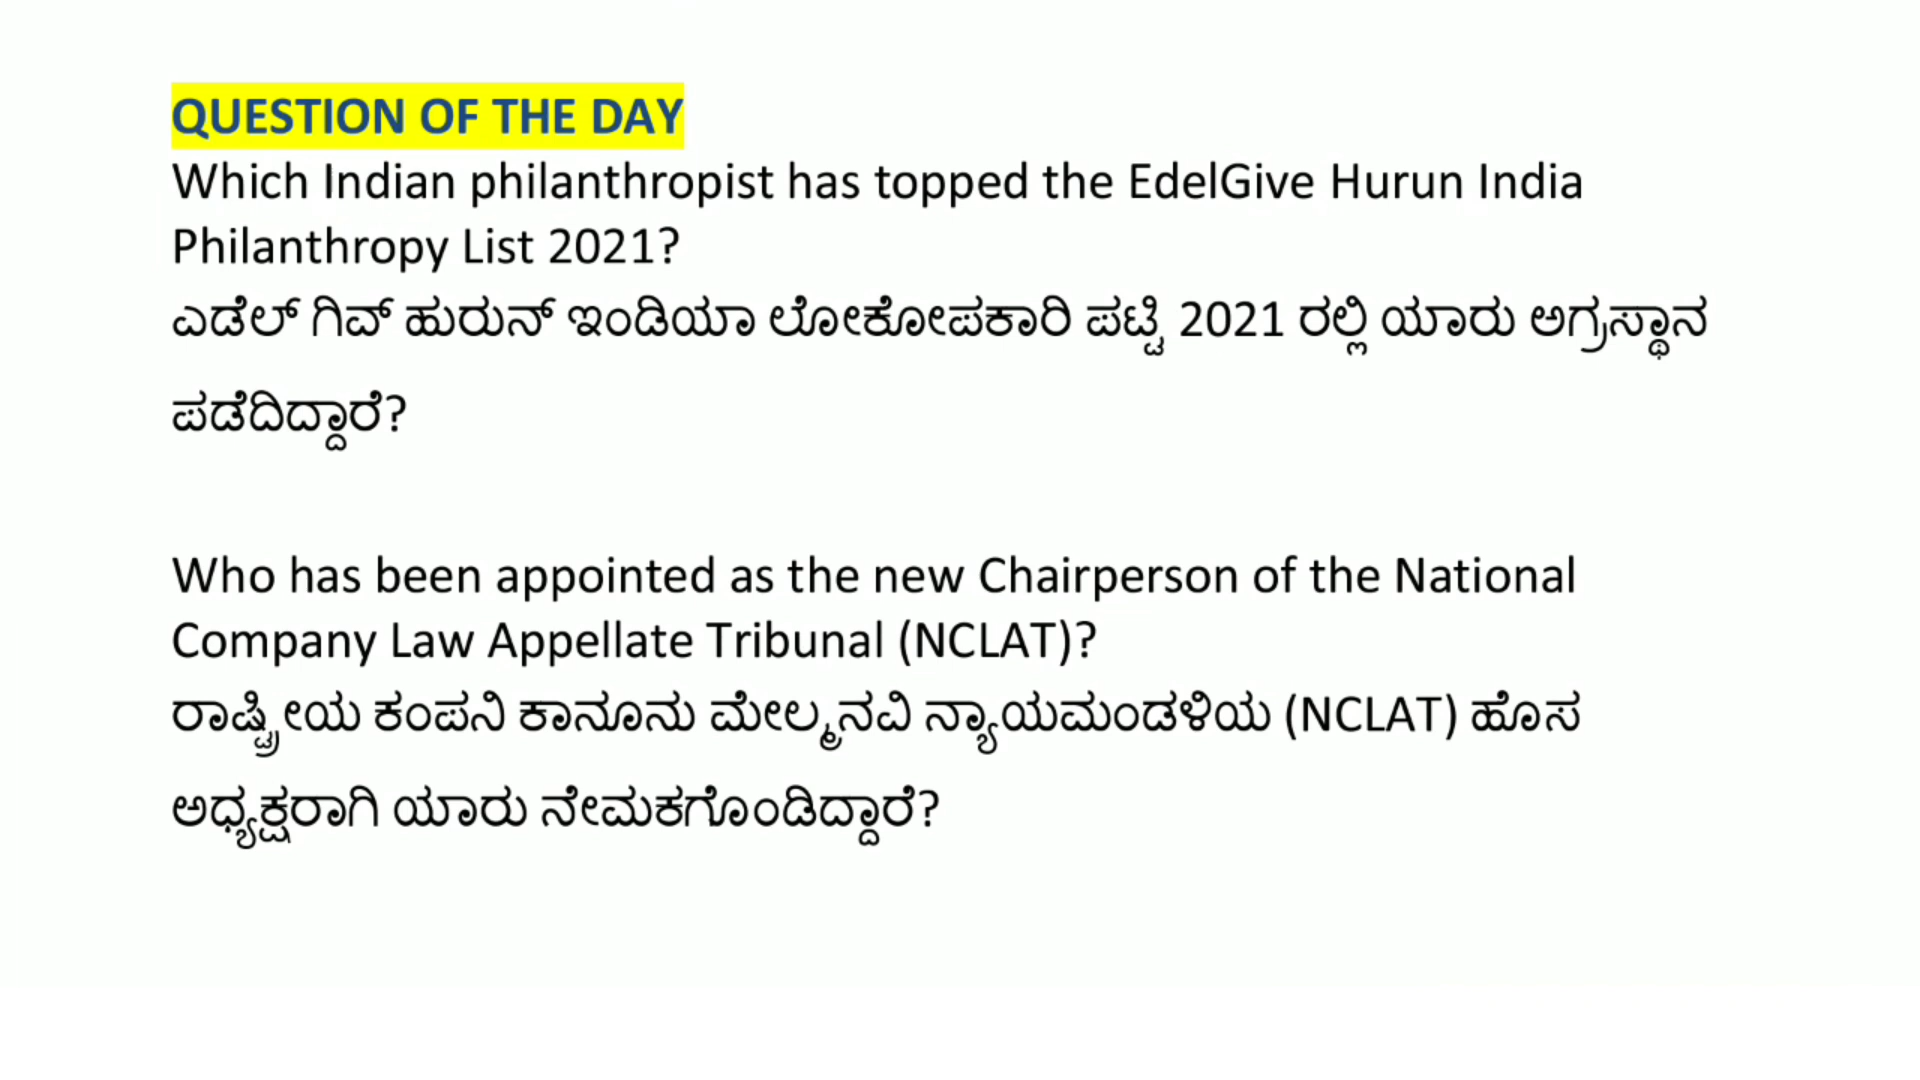 QUESTION OF THE DAY
Which Indian philanthropist has topped the EdelGive Hurun India
Philanthropy List 2021?
ಎಡೆಲ್ ಗಿವ್ ಹುರುನ್ ಇಂಡಿಯಾ ಲೋಕೋಪಕಾರಿ ಪಟ್ಟಿ 2021 ರಲ್ಲಿ ಯಾರು ಅಗ್ರಸ್ಥಾನ
ಪಡೆದಿದ್ದಾರೆ?
Who has been appointed as the new Chairperson of the National
Company Law Appellate Tribunal (NCLAT)?
ರಾಷ್ಟ್ರೀಯ ಕಂಪನಿ ಕಾನೂನು ಮೇಲ್ಮನವಿ ನ್ಯಾಯಮಂಡಳಿಯ (NCLAT) ಹೊಸ
ಅಧ್ಯಕ್ಷರಾಗಿ ಯಾರು ನೇಮಕಗೊಂಡಿದ್ದಾರೆ?